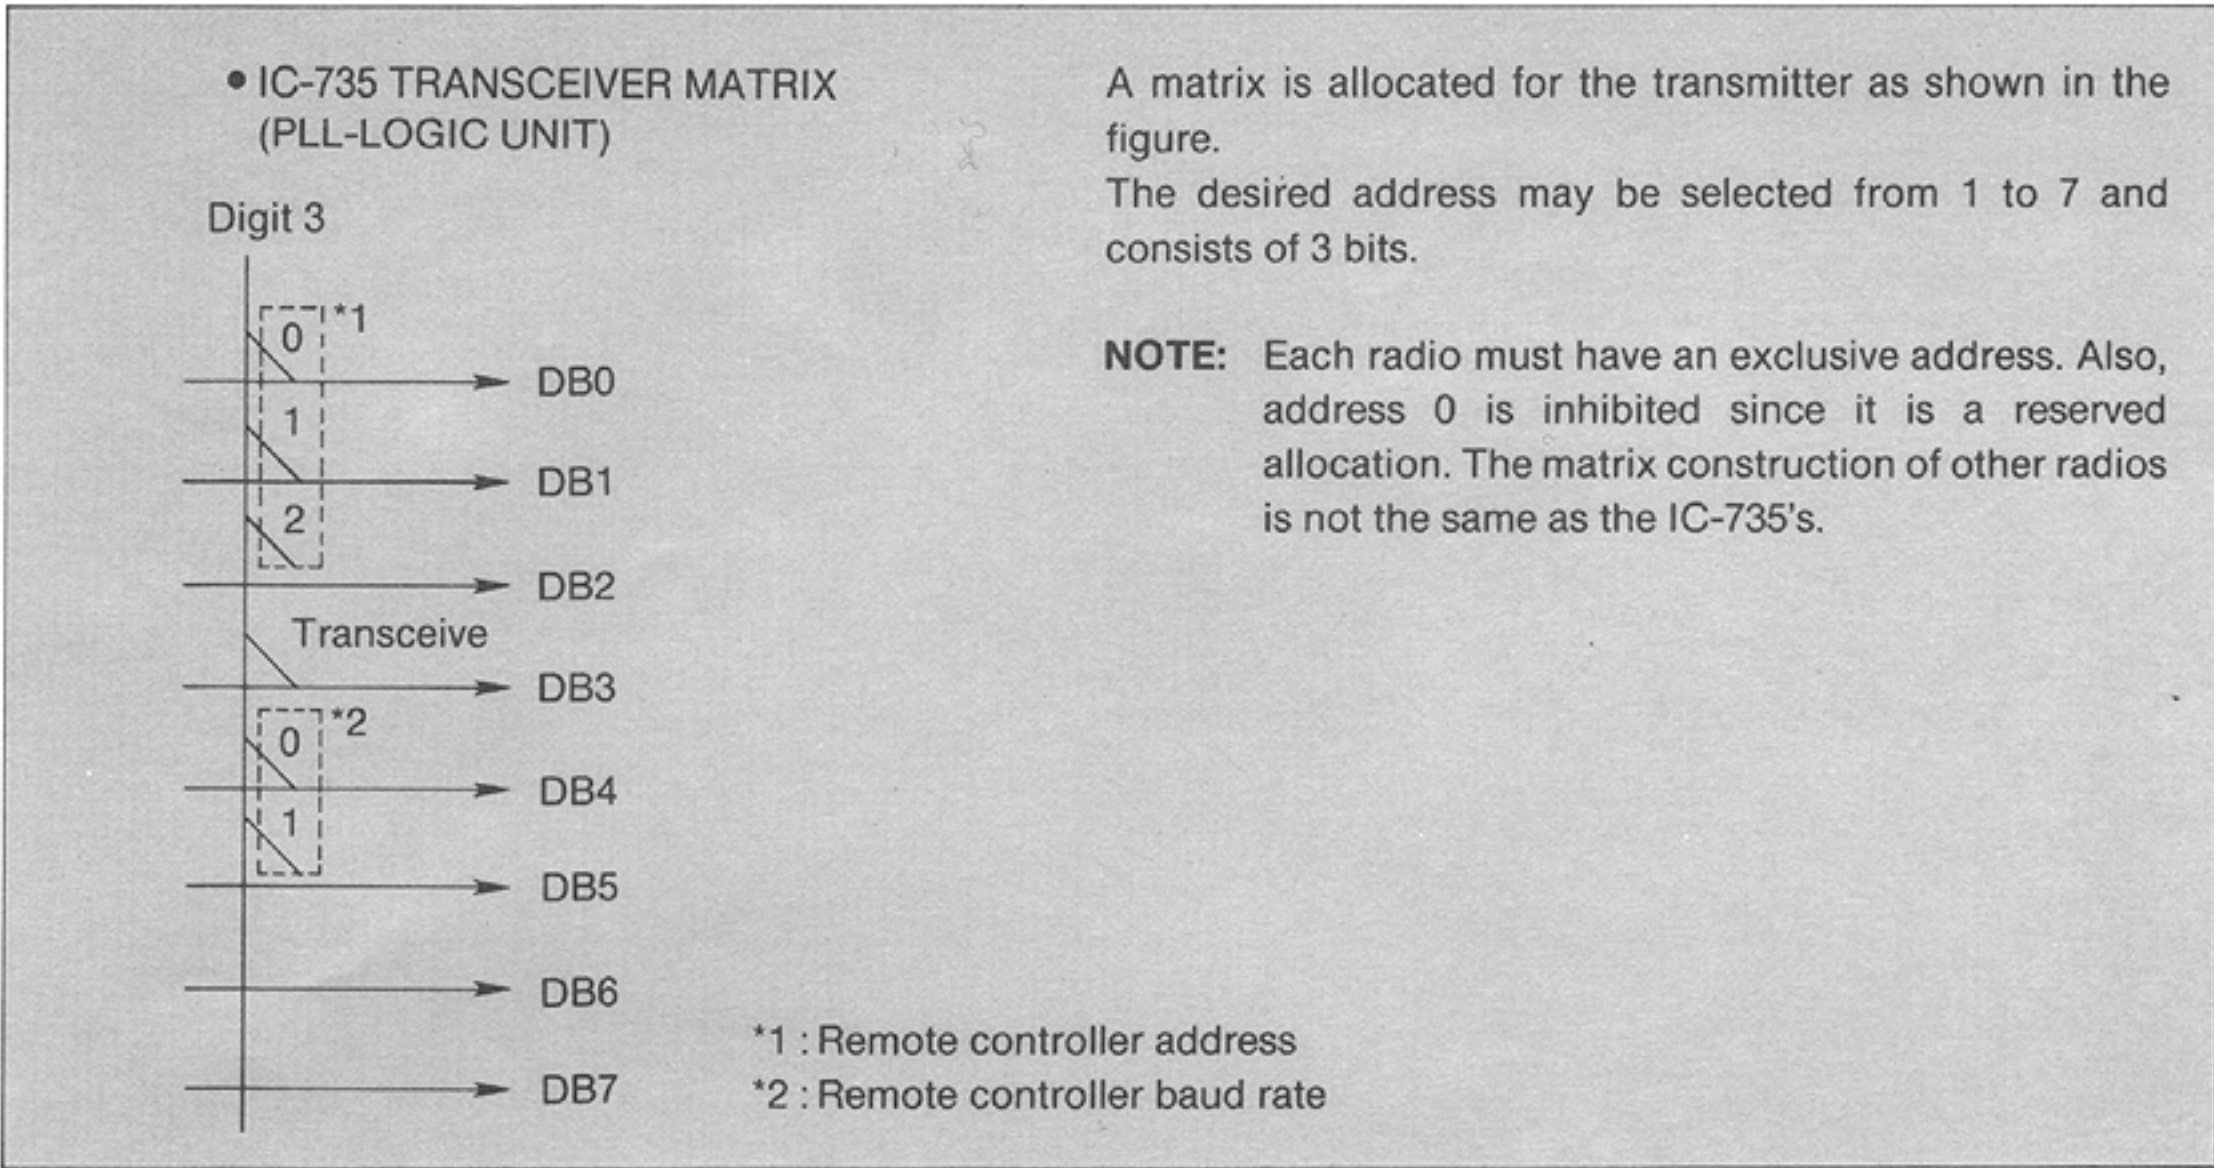 • IC-735 TRANSCEIVER MATRIX
(PLL-LOGIC UNIT)
Digit 3
0 *1
DB0
1
DB1
2
DB2
Transceive
DB3
0 *2
DB4
1
DB5
DB6
DB7
*1 : Remote controller address
*2 : Remote controller baud rate
A matrix is allocated for the transmitter as shown in the
figure.
The desired address may be selected from 1 to 7 and
consists of 3 bits.
NOTE: Each radio must have an exclusive address. Also,
address 0 is inhibited since it is a reserved
allocation. The matrix construction of other radios
is not the same as the IC-735's.